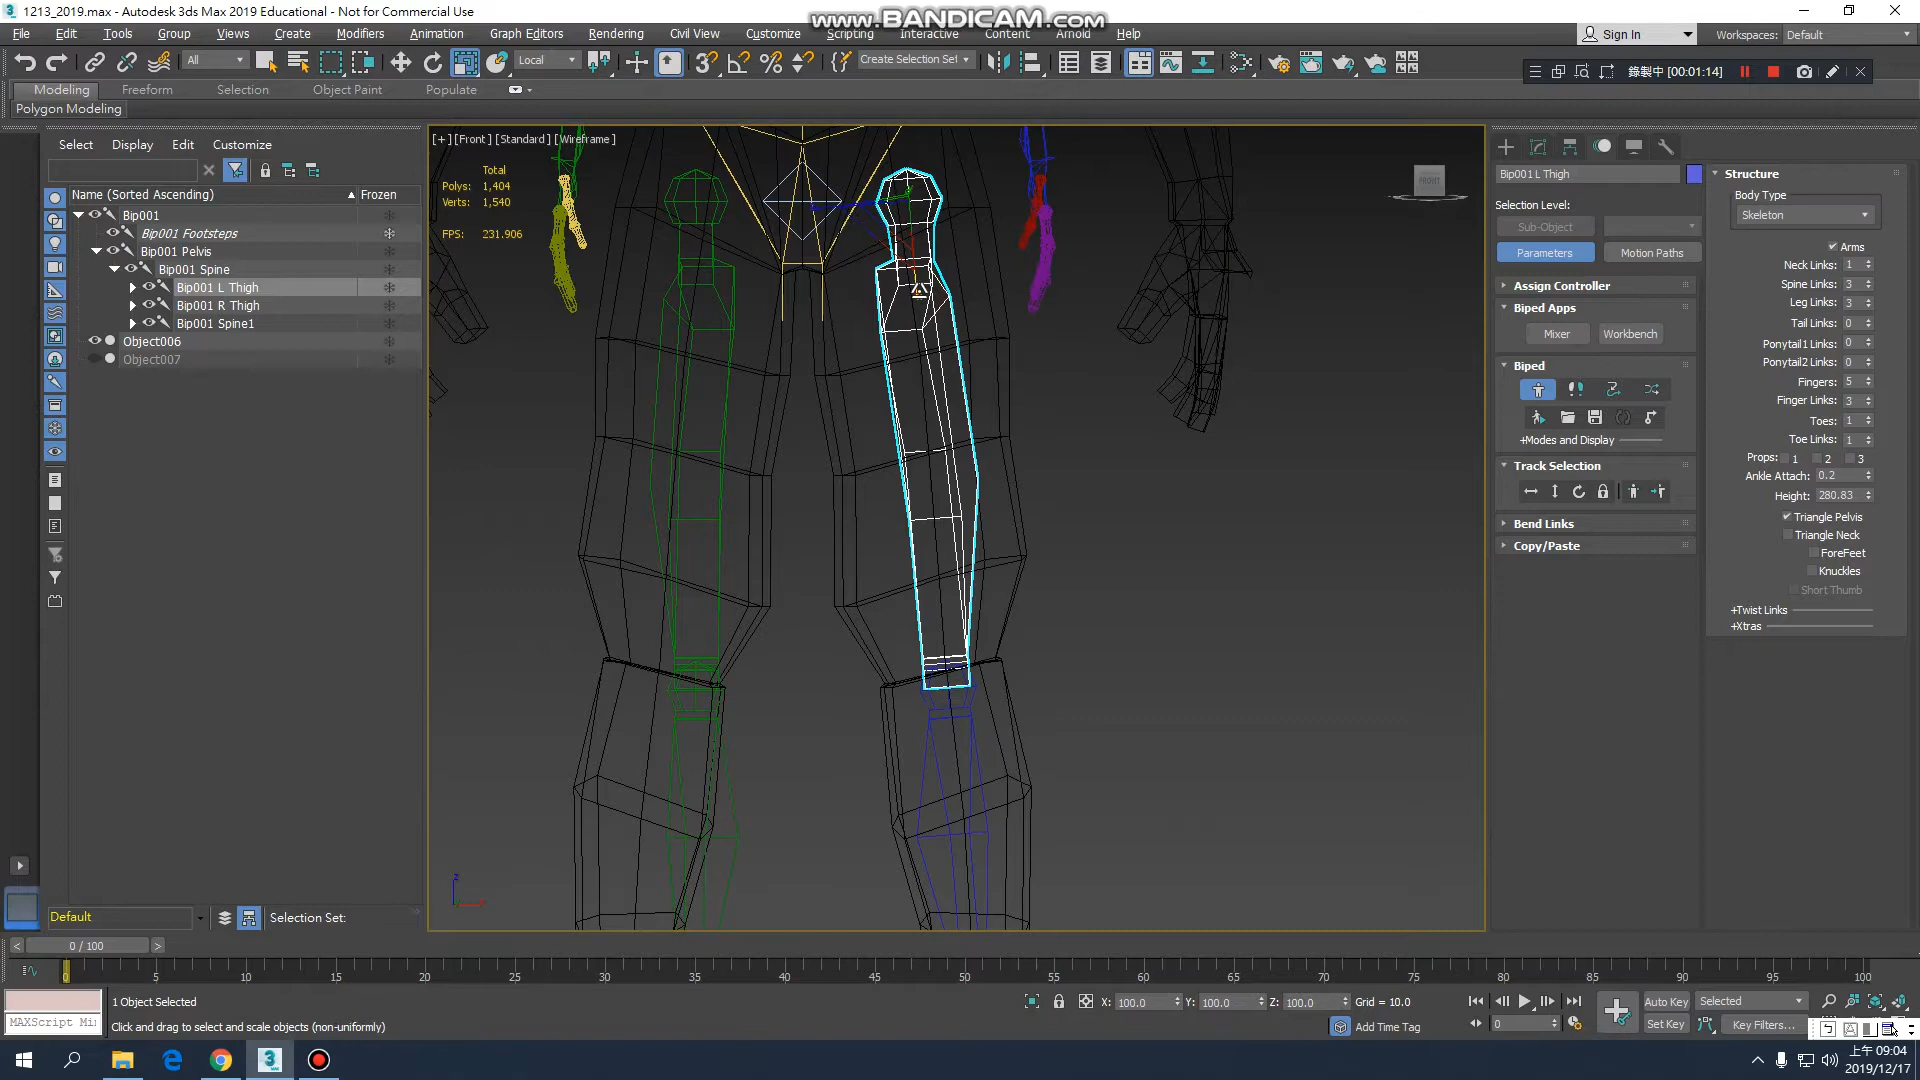 1213_2019.max - Autodesk 3ds Max 2019 Educational - Not for Commercial Use
www.BANDICAM.com
File Edit Tools Group Views Create Modifiers Animation Graph Editors Rendering Civil View Customize Scripting Interactive Content Arnold Help
Sign In
Workspaces: Default
All
Local
Create Selection Set
錄製中 [00:01:14]
Modeling Freeform Selection Object Paint Populate
Polygon Modeling
Select Display Edit Customize
Name (Sorted Ascending) Frozen
Bip001
Bip001 Footsteps
Bip001 Pelvis
Bip001 Spine
Bip001 L Thigh
Bip001 R Thigh
Bip001 Spine1
Object006
Object007
Default
Selection Set:
[+] [Front] [Standard] [Wireframe]
Total
Polys: 1,404
Verts: 1,540
FPS: 231.906
FRONT
Bip001 L Thigh
Selection Level:
Sub-Object
Parameters Motion Paths
Assign Controller
Biped Apps
Mixer Workbench
Biped
+Modes and Display
Track Selection
Bend Links
Copy/Paste
Structure
Body Type
Skeleton
Arms
Neck Links: 1
Spine Links: 3
Leg Links: 3
Tail Links: 0
Ponytail1 Links: 0
Ponytail2 Links: 0
Fingers: 5
Finger Links: 3
Toes: 1
Toe Links: 1
Props: 1 2 3
Ankle Attach: 0.2
Height: 280.83
Triangle Pelvis
Triangle Neck
ForeFeet
Knuckles
Short Thumb
+Twist Links
+Xtras
z
< 0 / 100 >
0 5 10 15 20 25 30 35 40 45 50 55 60 65 70 75 80 85 90 95 100
1 Object Selected
X: 100.0 Y: 100.0 Z: 100.0 Grid = 10.0
Auto Key Selected
MAXScript Mi
Click and drag to select and scale objects (non-uniformly)
Add Time Tag
0
Set Key Key Filters...
上午 09:04
2019/12/17